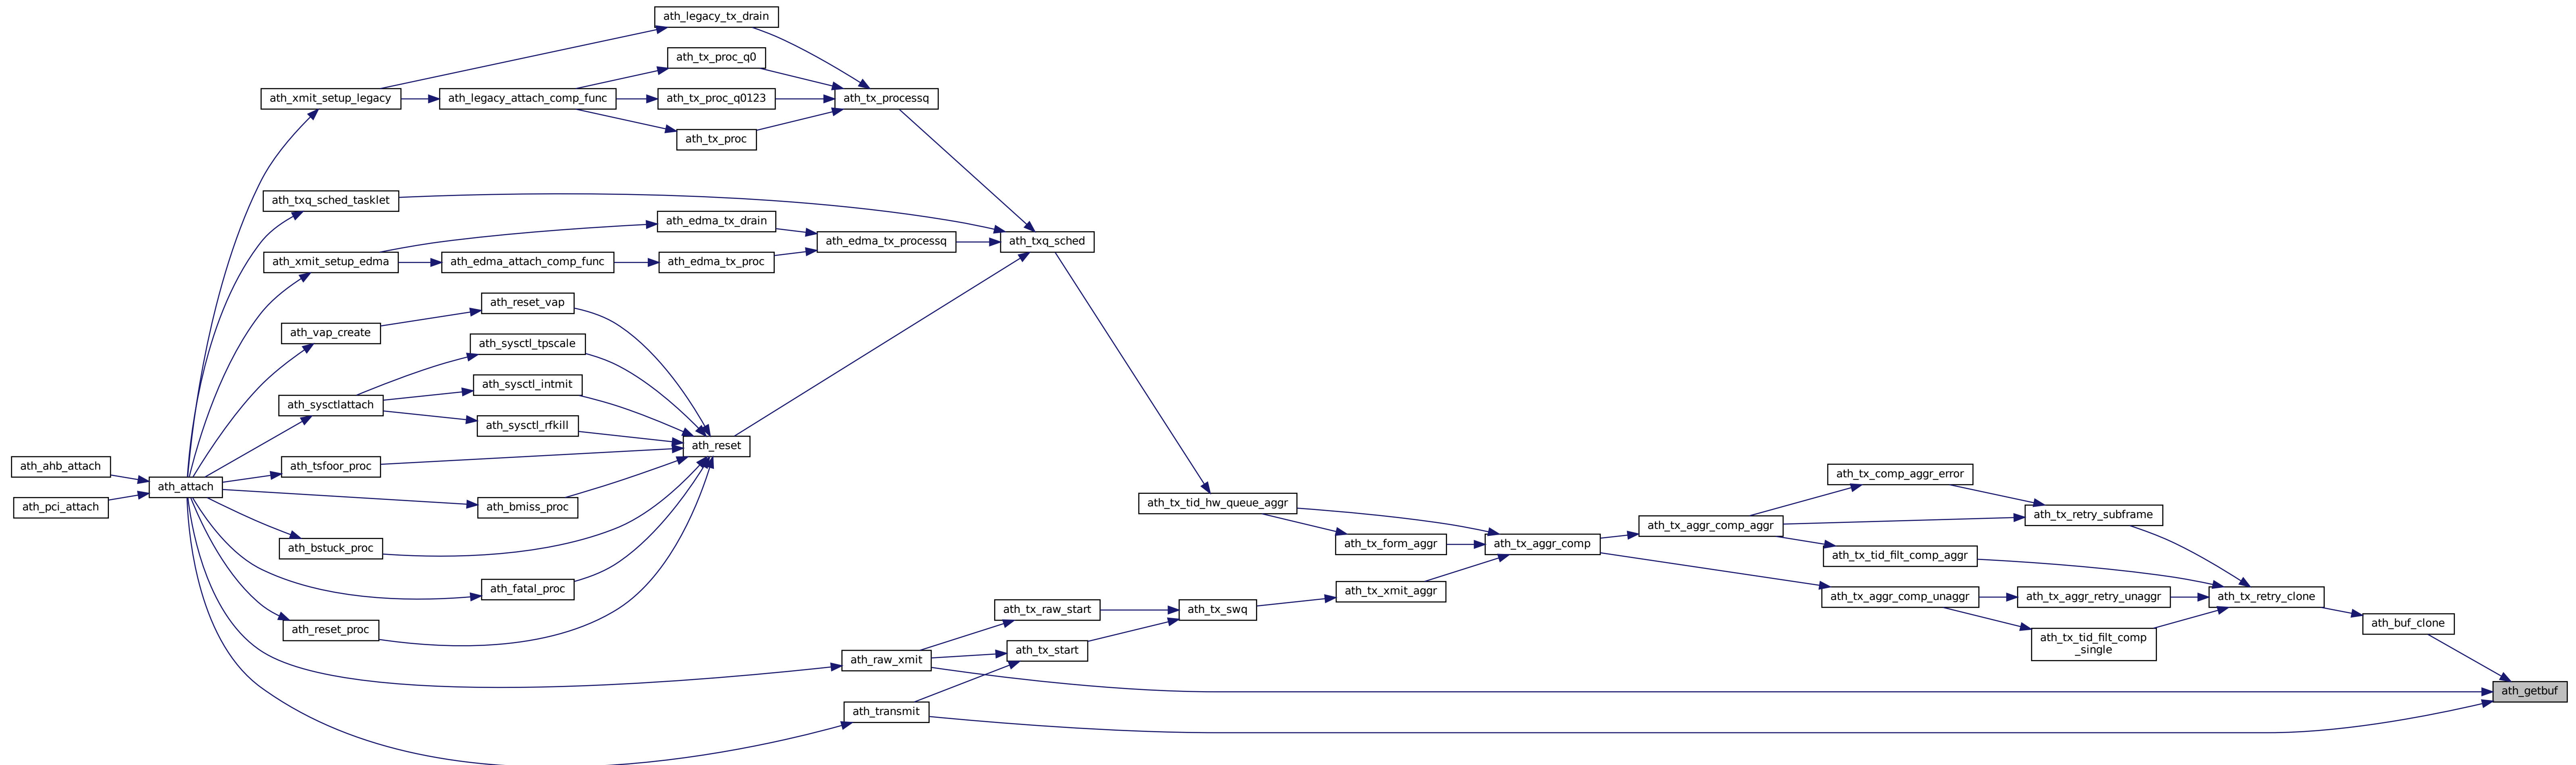 ath_legacy_tx_drain
ath_tx_proc_q0
ath_xmit_setup_legacy
ath_legacy_attach_comp_func
ath_tx_proc_q0123
ath_tx_processq
ath_tx_proc
ath_txq_sched_tasklet
ath_edma_tx_drain
ath_edma_tx_processq
ath_txq_sched
ath_xmit_setup_edma
ath_edma_attach_comp_func
ath_edma_tx_proc
ath_reset_vap
ath_vap_create
ath_sysctl_tpscale
ath_sysctl_intmit
ath_sysctlattach
ath_sysctl_rfkill
ath_reset
ath_ahb_attach
ath_tsfoor_proc
ath_attach
ath_pci_attach
ath_bmiss_proc
ath_bstuck_proc
ath_fatal_proc
ath_reset_proc
ath_tx_tid_hw_queue_aggr
ath_tx_form_aggr
ath_tx_aggr_comp
ath_tx_xmit_aggr
ath_tx_comp_aggr_error
ath_tx_aggr_comp_aggr
ath_tx_retry_subframe
ath_tx_tid_filt_comp_aggr
ath_tx_aggr_comp_unaggr
ath_tx_aggr_retry_unaggr
ath_tx_retry_clone
ath_tx_tid_filt_comp
_single
ath_buf_clone
ath_tx_raw_start
ath_tx_swq
ath_tx_start
ath_raw_xmit
ath_transmit
ath_getbuf